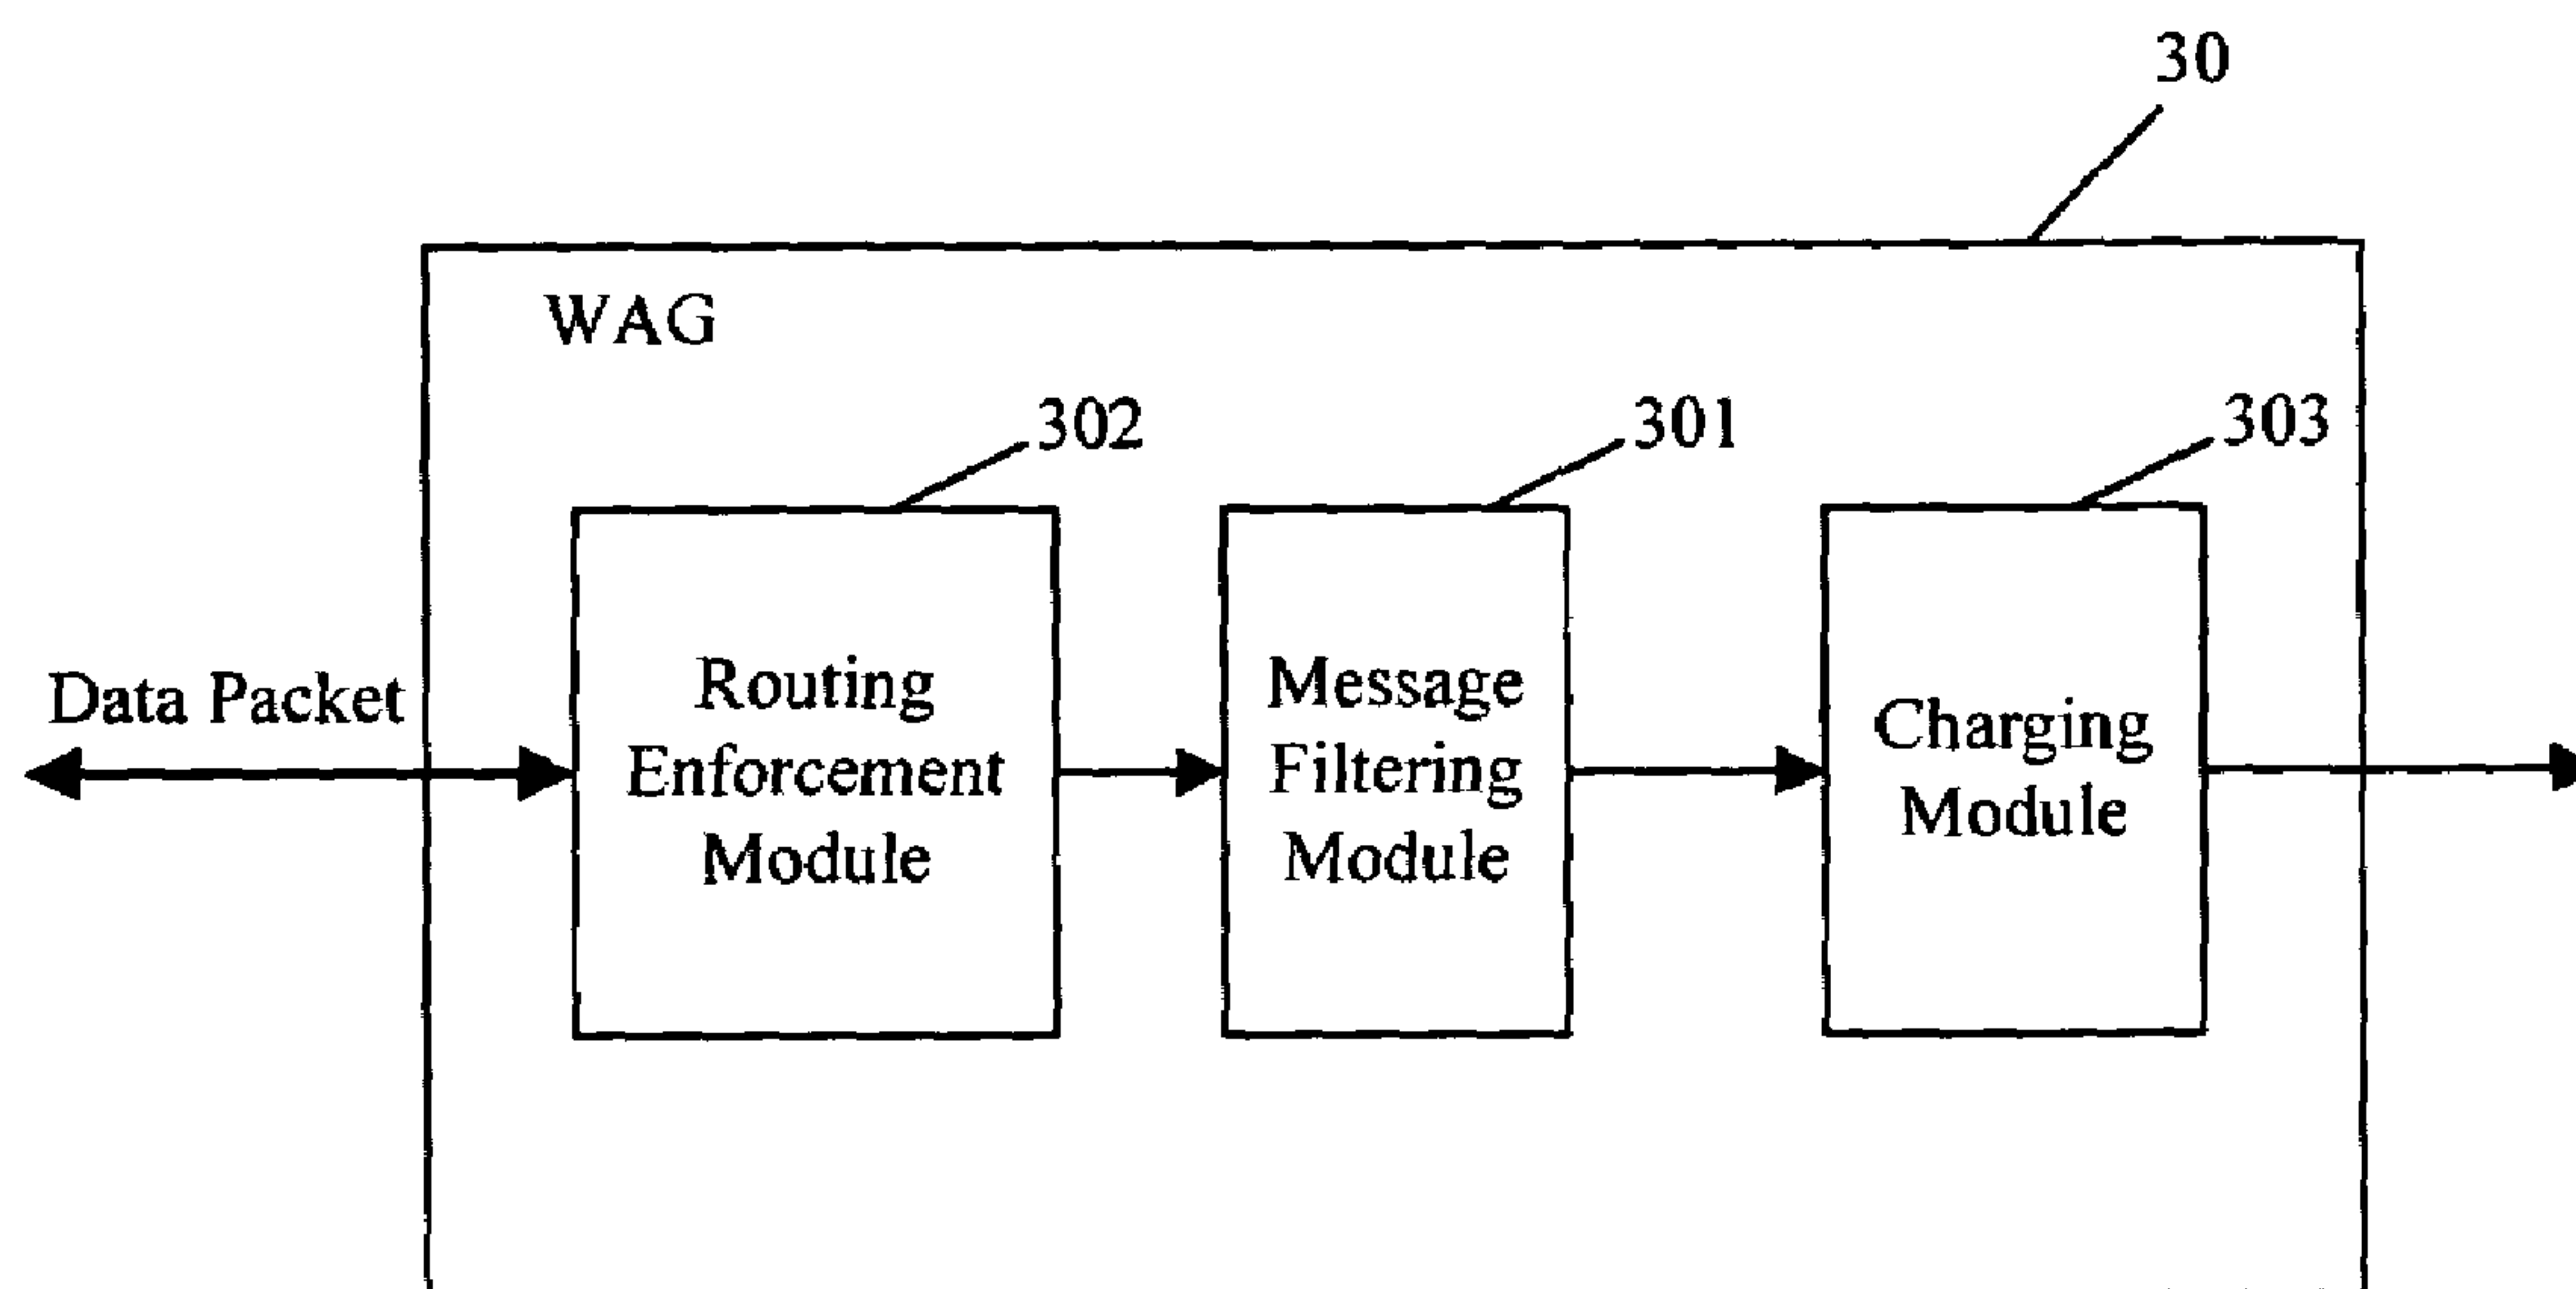 30
WAG
302
301
303
Data Packet
Routing
Enforcement
Module
Message
Filtering
Module
Charging
Module